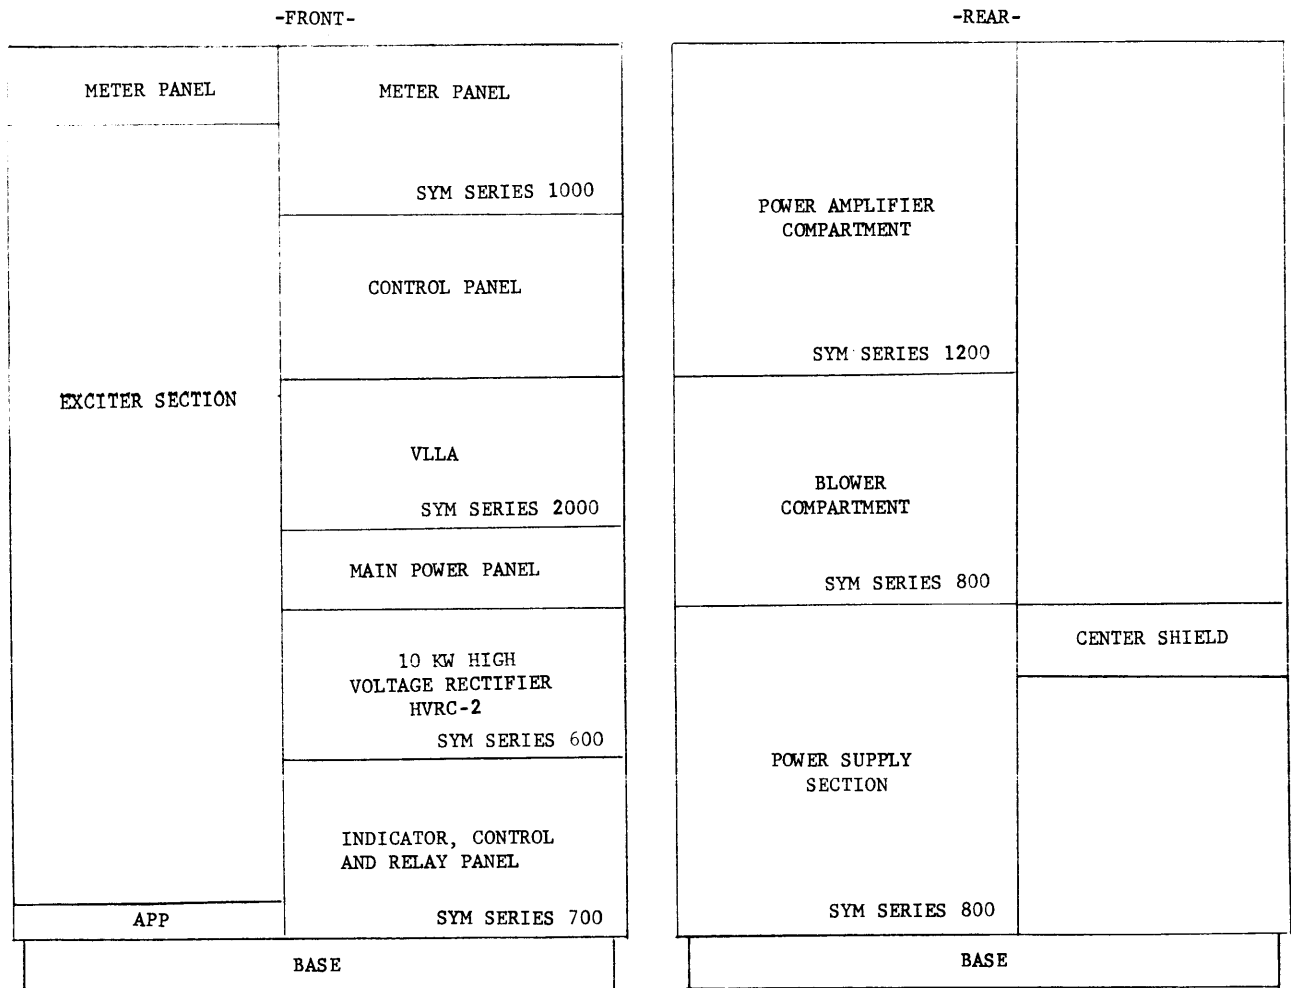 -FRONT-
METER PANEL
EXCITER SECTION
APP
METER PANEL
SYM SERIES 1000
CONTROL PANEL
VLLA
SYM SERIES 2000
MAIN POWER PANEL
10 KW HIGH
VOLTAGE RECTIFIER
HVRC-2
SYM SERIES 600
INDICATOR, CONTROL
AND RELAY PANEL
SYM SERIES 700
BASE
-REAR-
POWER AMPLIFIER
COMPARTMENT
SYM SERIES 1200
BLOWER
COMPARTMENT
SYM SERIES 800
POWER SUPPLY
SECTION
SYM SERIES 800
CENTER SHIELD
BASE